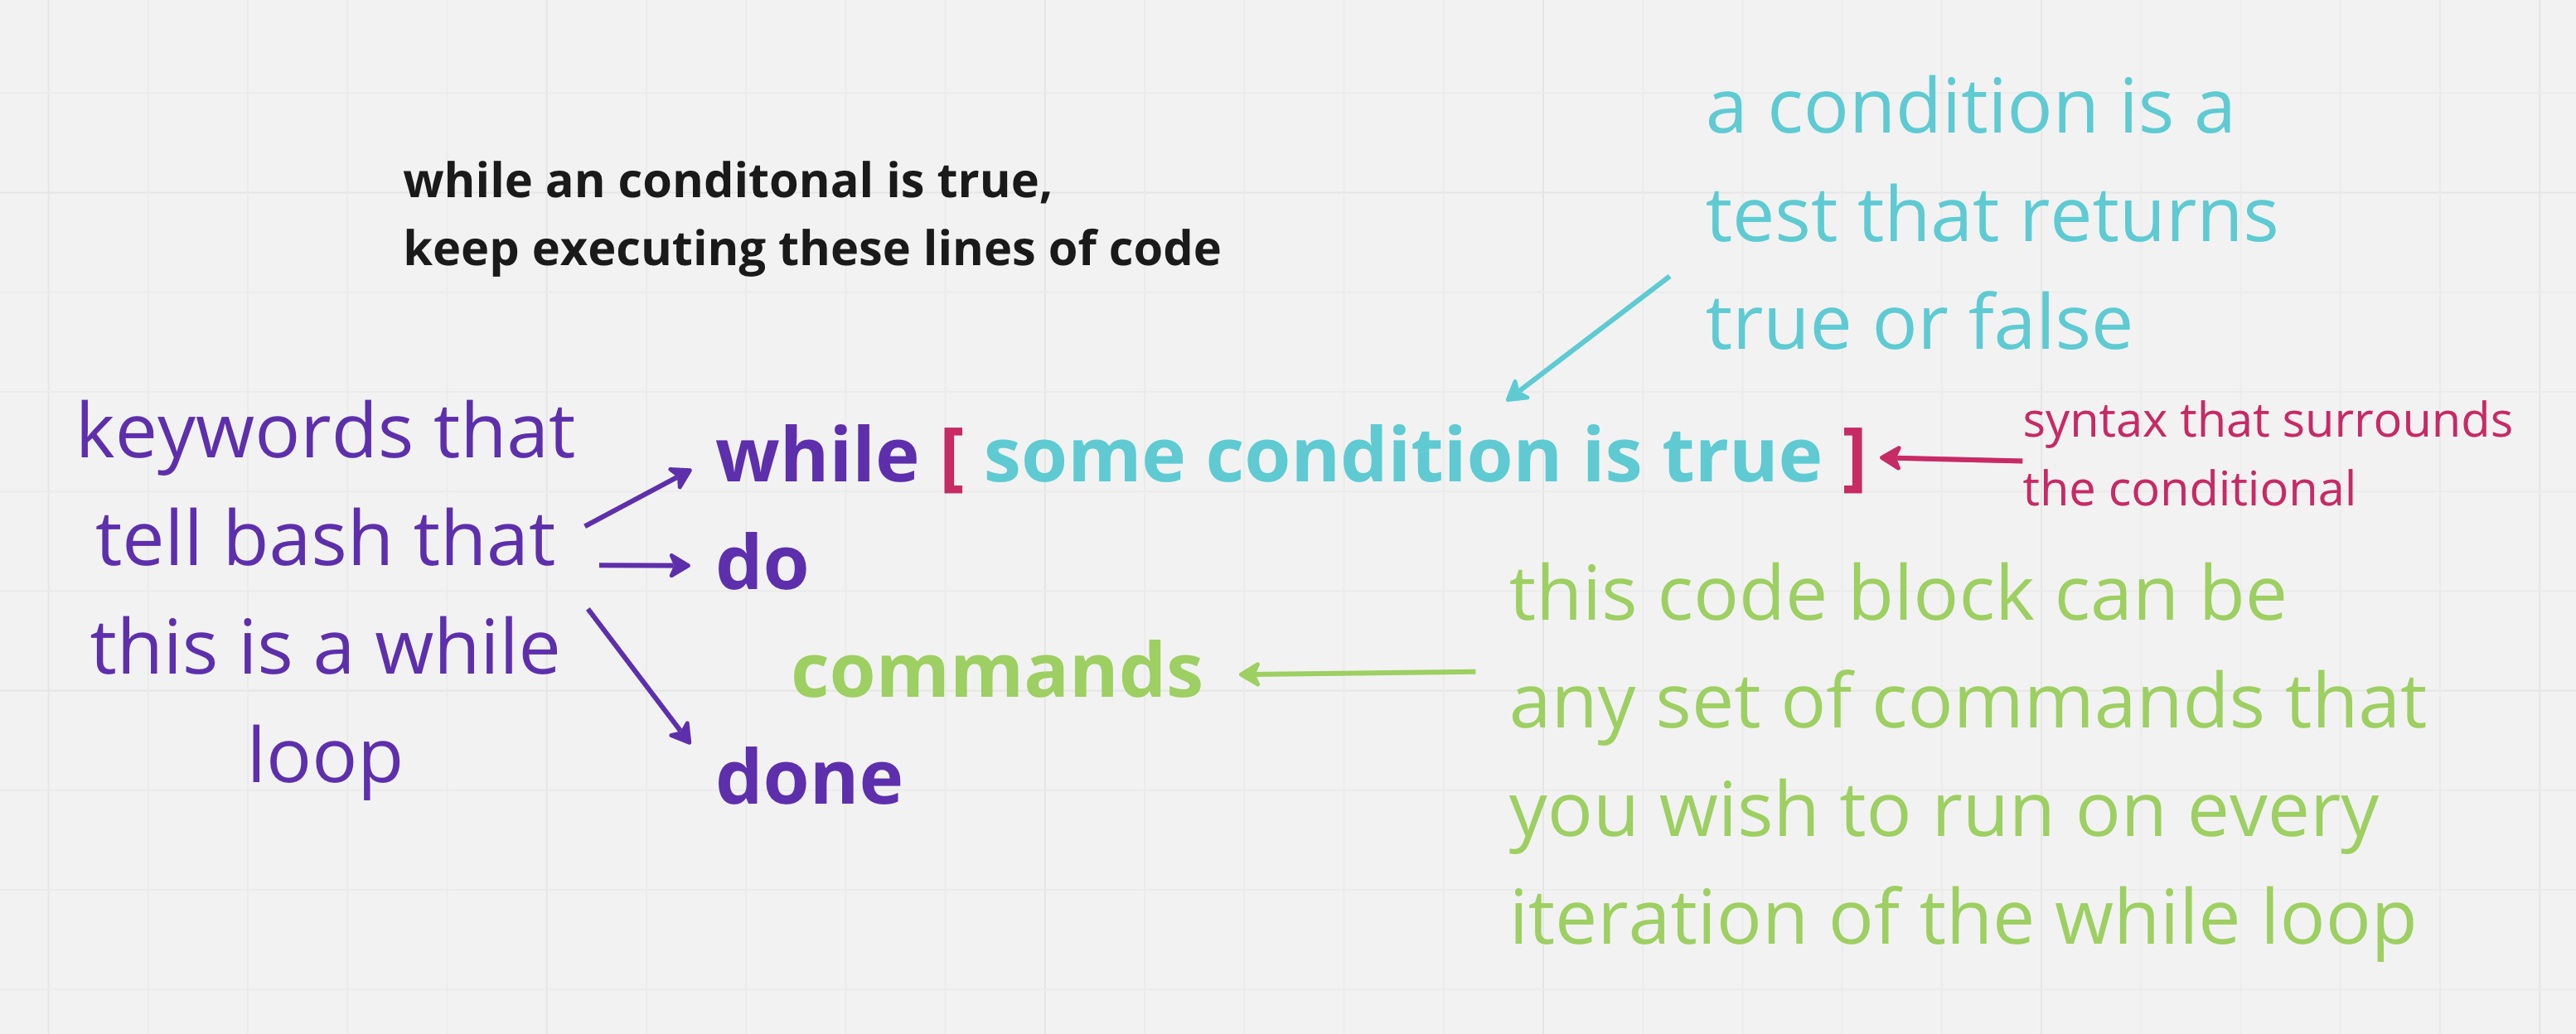 while an conditonal is true,
keep executing these lines of code
a condition is a
test that returns
true or false
keywords that
tell bash that
this is a while
loop
while [ some condition is true ]
do
commands
done
syntax that surrounds
the conditional
this code block can be
any set of commands that
you wish to run on every
iteration of the while loop